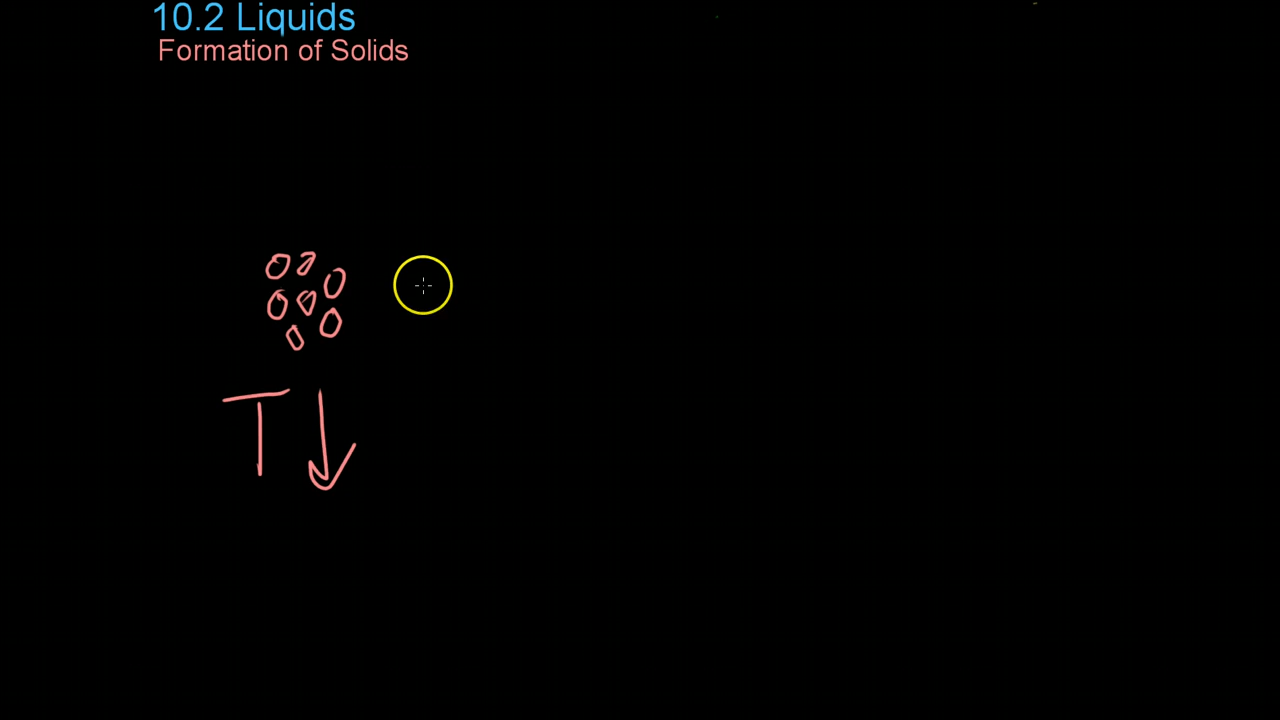 10.2 Liquids
Formation of Solids
T ↓